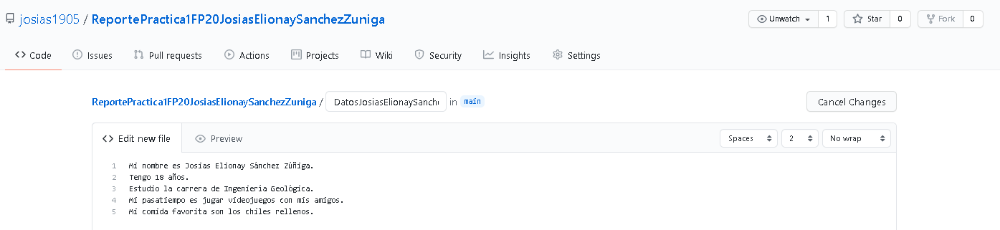 josias1905 / ReportePractica1FP20JosiasElionaySanchezZuniga
Unwatch 1 Star 0 Fork 0
Code Issues Pull requests Actions Projects Wiki Security Insights Settings
ReportePractica1FP20JosiasElionaySanchezZuniga / DatosJosiasElionaySanche in main Cancel Changes
Edit new file Preview Spaces 2 No wrap
1 Mi nombre es Josías Elionay Sánchez Zúñiga.
2 Tengo 18 años.
3 Estudio la carrera de Ingeniería Geológica.
4 Mi pasatiempo es jugar videojuegos con mis amigos.
5 Mi comida favorita son los chiles rellenos.